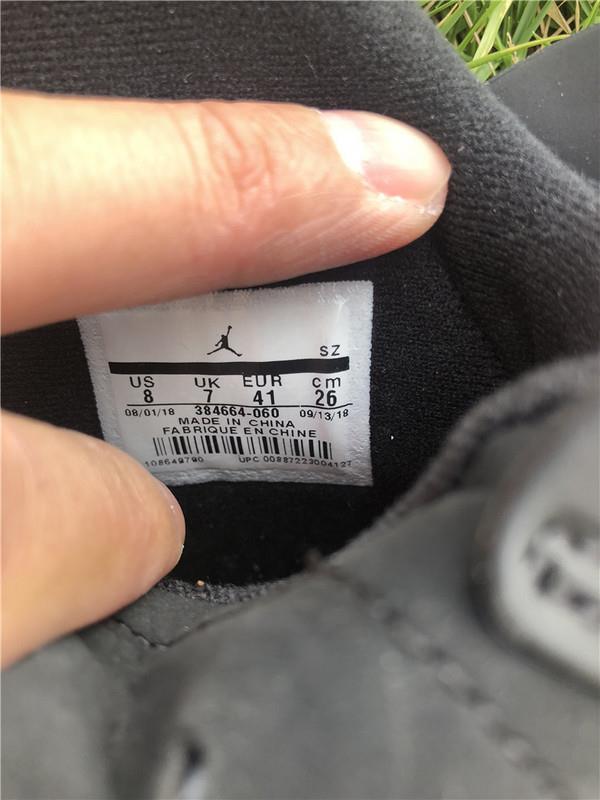 SZ
US UK EUR cm
8 7 41 26
08/01/18 384664-060 09/13/18
MADE IN CHINA
FABRIQUE EN CHINE
108649790 UPC 00887223004127